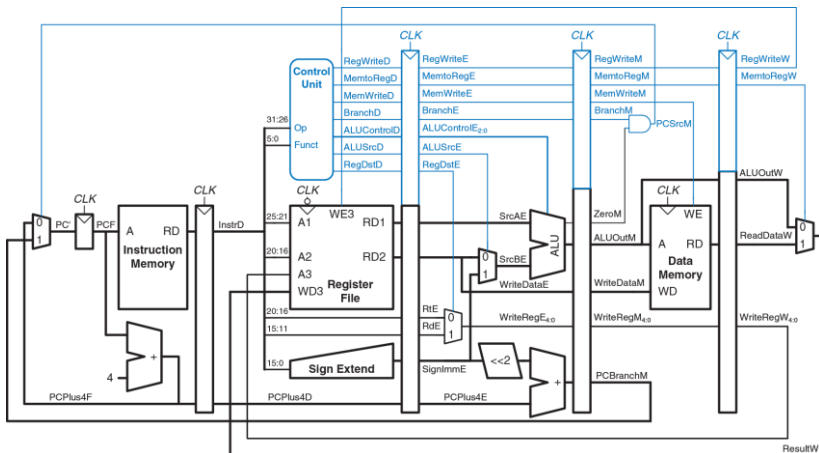 CLK CLK CLK
RegWriteD RegWriteE RegWriteM RegWriteW
Control Unit
MemtoRegD MemtoRegE MemtoRegM MemtoRegW
MemWriteD MemWriteE MemWriteM
BranchD BranchE BranchM
31:26 Op ALUControlD ALUControlE2:0 PCSrcM
5:0 Funct ALUSrcD ALUSrcE
RegDstD RegDstE
ALUOutW
CLK CLK CLK CLK
0 1 PC' PCF A RD InstrD 25:21 A1 WE3 RD1 SrcAE ZeroM WE 0 1
Instruction Memory
20:16 A2 RD2 0 1 SrcBE ALU ALUOutM A RD ReadDataW
A3 Register File Data Memory
WD3 WriteDataE WriteDataM WD
20:16 RtE 0 WriteRegE4:0 WriteRegM4:0 WriteRegW4:0
15:11 RdE 1
+
4
15:0 Sign Extend SignImmE <<2 PCBranchM
+
PCPlus4F PCPlus4D PCPlus4E
ResultW